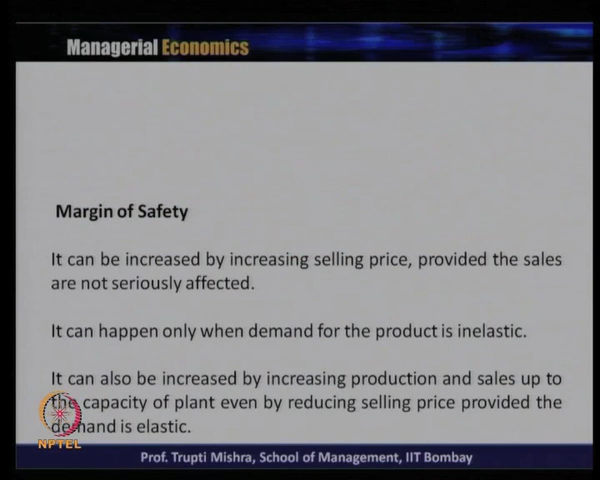 Managerial Economics
Margin of Safety
It can be increased by increasing selling price, provided the sales
are not seriously affected.
It can happen only when demand for the product is inelastic.
It can also be increased by increasing production and sales up to
the capacity of plant even by reducing selling price provided the
demand is elastic.
NPTEL
Prof. Trupti Mishra, School of Management, IIT Bombay